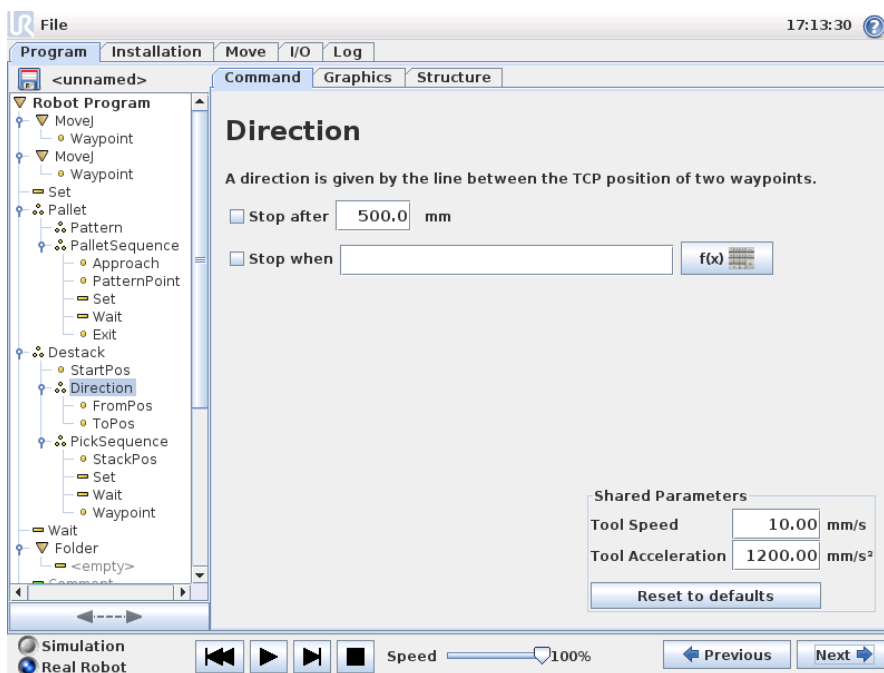 UR File 17:13:30 ?
Program Installation Move I/O Log
<unnamed> Command Graphics Structure
Robot Program
MoveJ
Waypoint
MoveJ
Waypoint
Set
Pallet
Pattern
PalletSequence
Approach
PatternPoint
Set
Wait
Exit
Destack
StartPos
Direction
FromPos
ToPos
PickSequence
StackPos
Set
Wait
Waypoint
Wait
Folder
<empty>
Comment
Direction
A direction is given by the line between the TCP position of two waypoints.
Stop after 500.0 mm
Stop when f(x)
Shared Parameters
Tool Speed 10.00 mm/s
Tool Acceleration 1200.00 mm/s²
Reset to defaults
Simulation
Real Robot
Speed 100% Previous Next